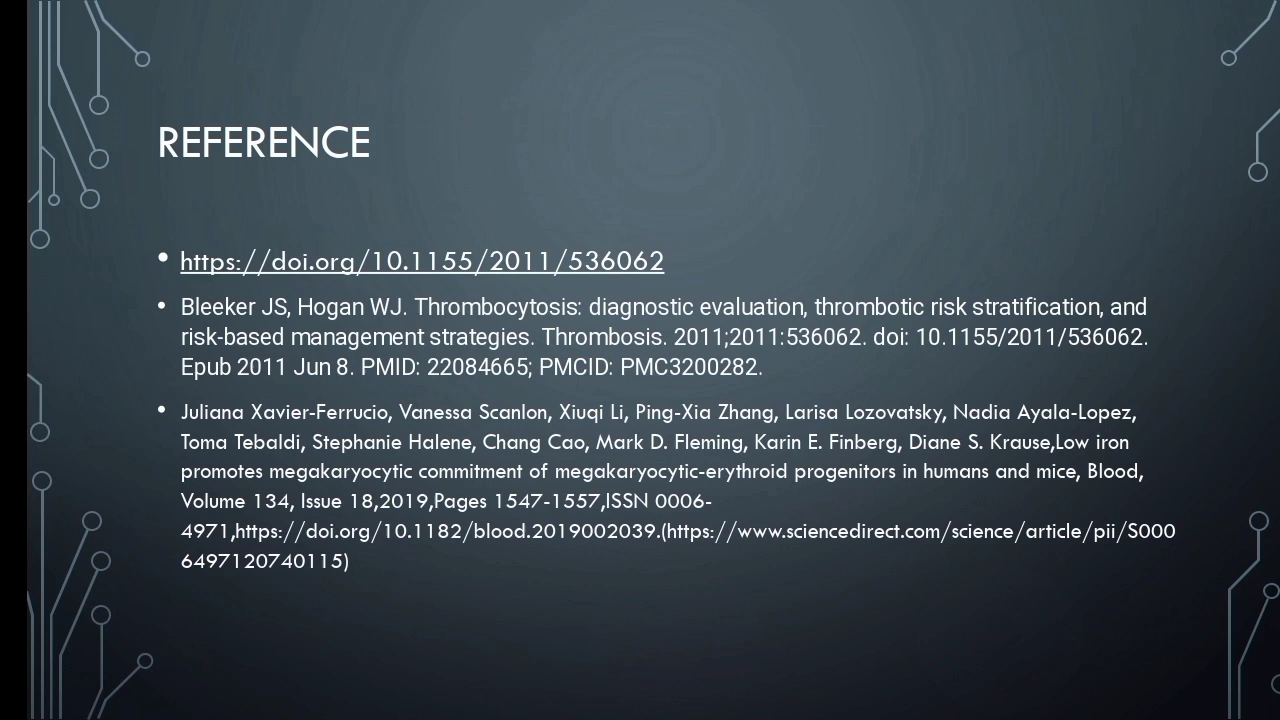 REFERENCE
• https://doi.org/10.1155/2011/536062
• Bleeker JS, Hogan WJ. Thrombocytosis: diagnostic evaluation, thrombotic risk stratification, and
risk-based management strategies. Thrombosis. 2011;2011:536062. doi: 10.1155/2011/536062.
Epub 2011 Jun 8. PMID: 22084665; PMCID: PMC3200282.
• Juliana Xavier-Ferrucio, Vanessa Scanlon, Xiuqi Li, Ping-Xia Zhang, Larisa Lozovatsky, Nadia Ayala-Lopez,
Toma Tebaldi, Stephanie Halene, Chang Cao, Mark D. Fleming, Karin E. Finberg, Diane S. Krause,Low iron
promotes megakaryocytic commitment of megakaryocytic-erythroid progenitors in humans and mice, Blood,
Volume 134, Issue 18,2019,Pages 1547-1557,ISSN 0006-
4971,https://doi.org/10.1182/blood.2019002039.(https://www.sciencedirect.com/science/article/pii/S000
6497120740115)